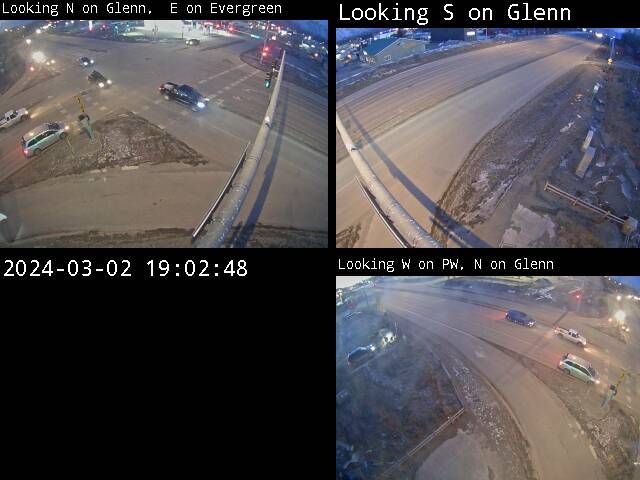 Looking N on Glenn, E on Evergreen
Looking S on Glenn
2024-03-02 19:02:48
Looking W on PW, N on Glenn